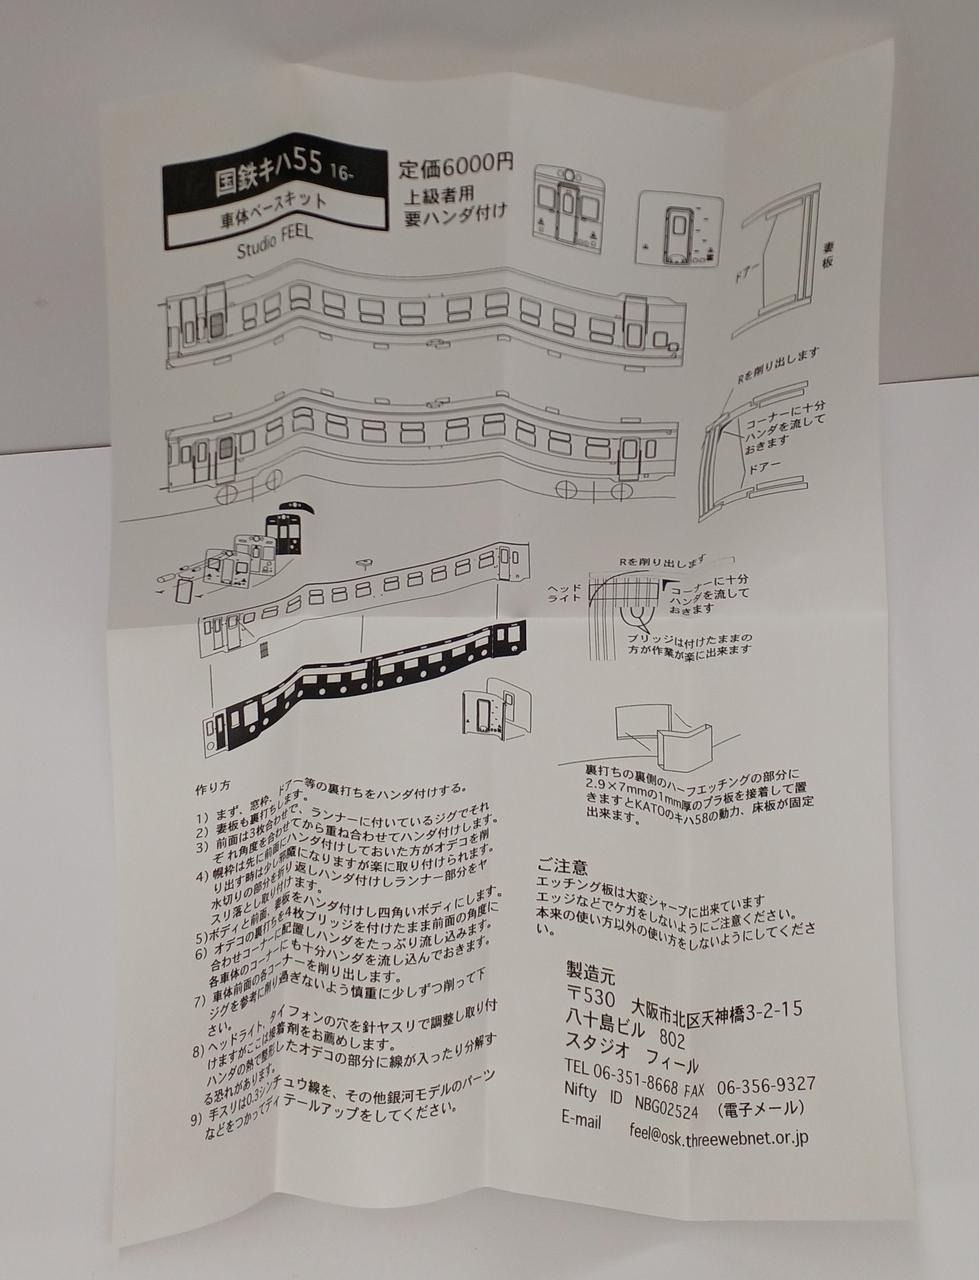 国鉄キハ55 16-
車体ベースキット
Studio FEEL
定価6000円
上級者用
要ハンダ付け
ドアー
妻板
Rを削り出します
コーナーに十分
ハンダを流して
おきます
ドアー
Rを削り出します
ヘッド
ライト
コーナーに十分
ハンダを流して
おきます
ブリッジは付けたままの
方が作業が楽に出来ます
裏打ちの裏側のハーフエッチングの部分に
2.9×7mmの1mm厚のプラ板を接着して置
きますとKATOのキハ58の動力、床板が固定
出来ます。
作り方
1) まず、窓枠、ドアー等の裏打ちをハンダ付けする。
2) 妻板も裏打ちします。
3) 前面は3枚合わせで、ランナーに付いているジグでそれ
ぞれ角度を合わせてから重ね合わせてハンダ付けします。
4) 幌枠は先に前面にハンダ付けしておいた方がオデコを削
り出す時は少し邪魔になりますが楽に取り付けられます。
水切りの部分を折り返しハンダ付けしランナー部分をヤ
スリ落とし取り付けます。
5)ボディと前面、妻板をハンダ付けし四角いボディにします。
6) オデコの裏打ちを4枚ブリッジを付けたまま前面の角度に
合わせコーナーに配置しハンダをたっぷり流し込みます。
各車体のコーナーにも十分ハンダを流し込んでおきます。
7) 車体前面の各コーナーを削り出します。
ジグを参考に削り過ぎないよう慎重に少しずつ削って下
さい。
8) ヘッドライト、タイフォンの穴を針ヤスリで調整し取り付
けますがここは接着剤をお薦めします。
ハンダの熱で整形したオデコの部分に線が入ったり分解す
る恐れがあります。
9) 手スリは0.3シンチュウ線を、その他銀河モデルのパーツ
などをつかってディテールアップをしてください。
ご注意
エッチング板は大変シャープに出来ています
エッジなどでケガをしないようにご注意ください。
本来の使い方以外の使い方をしないようにしてくださ
い。
製造元
〒530 大阪市北区天神橋3-2-15
八十島ビル 802
スタジオ フィール
TEL 06-351-8668 FAX 06-356-9327
Nifty ID NBG02524 （電子メール）
E-mail feel@osk.threewebnet.or.jp